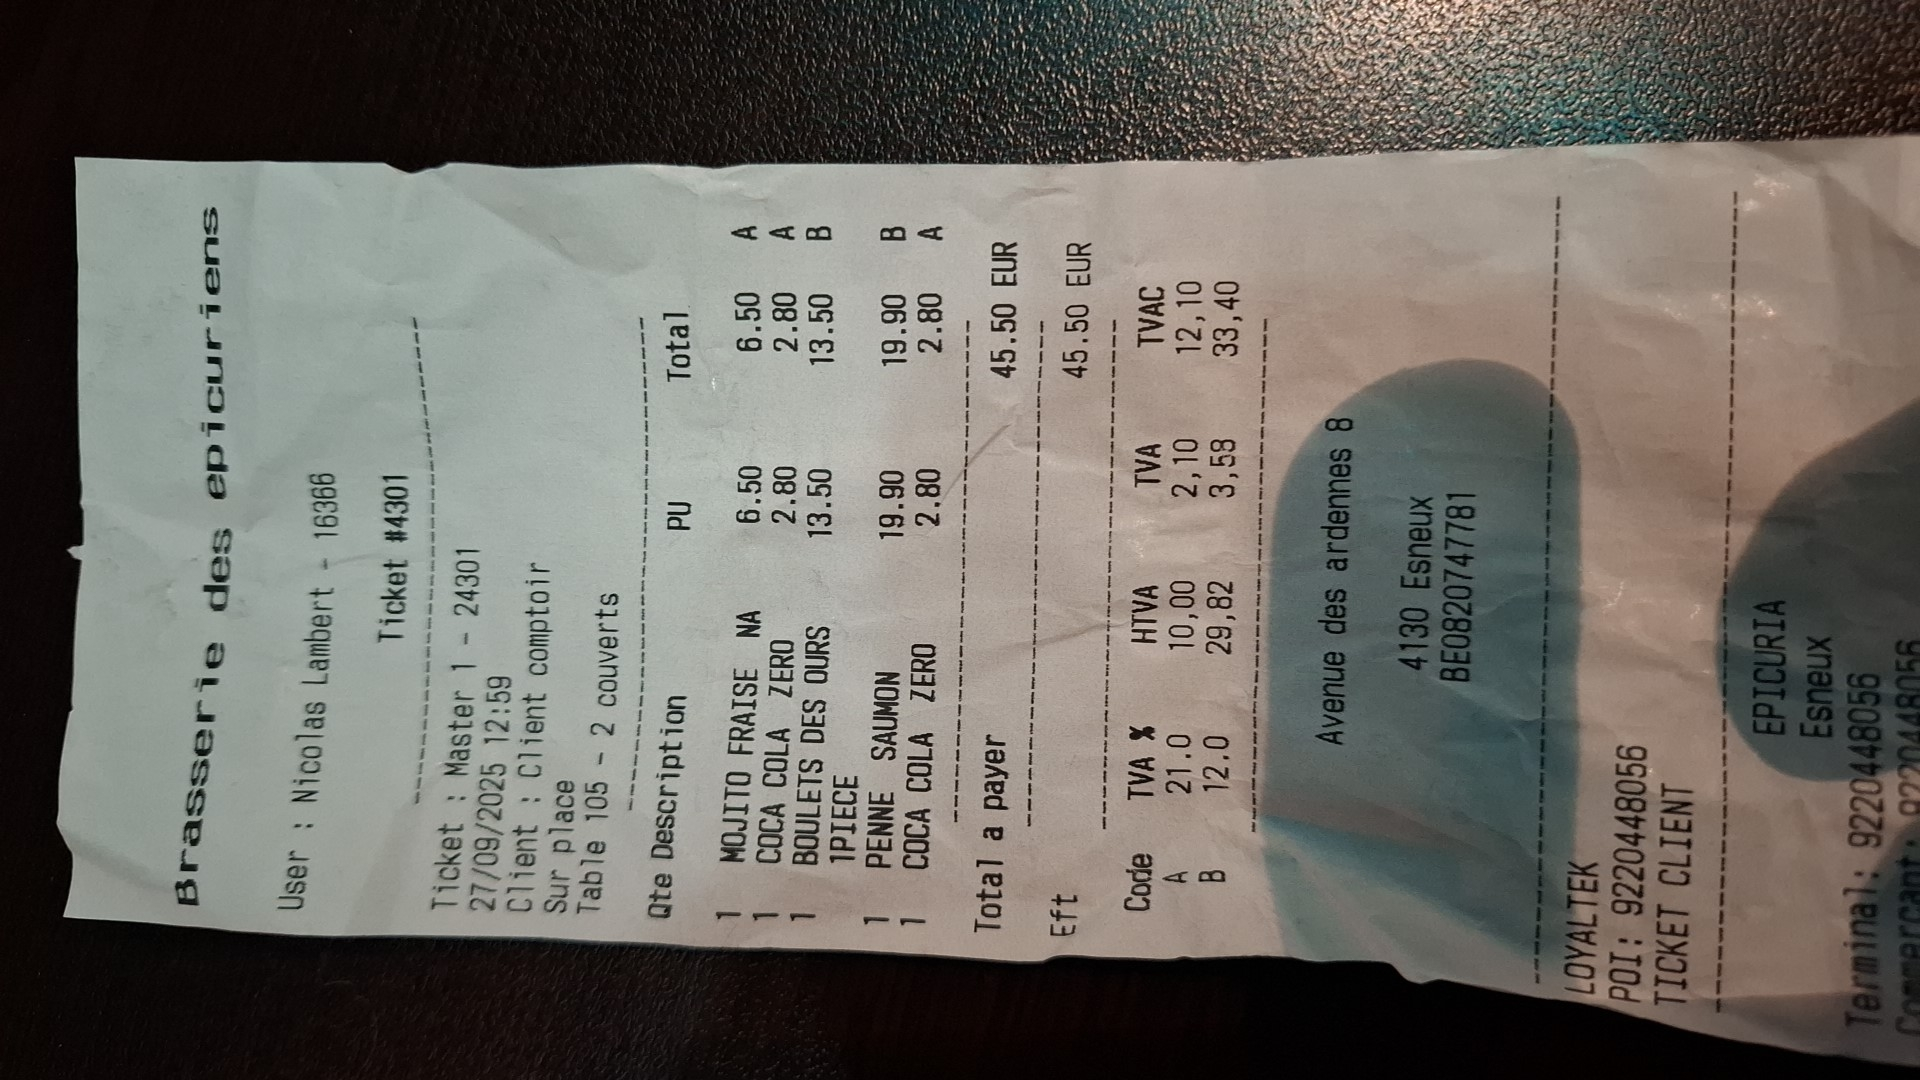 Brasserie des epicuriens
User : Nicolas Lambert - 16366
Ticket #4301
Ticket : Master 1 - 24301
27/09/2025 12:59
Client : Client comptoir
Sur place
Table 105 - 2 couverts
Qte Description PU Total
1 MOJITO FRAISE NA 6.50 6.50 A
1 COCA COLA ZERO 2.80 2.80 A
1 BOULETS DES OURS 13.50 13.50 B
1PIECE
1 PENNE SAUMON 19.90 19.90 B
1 COCA COLA ZERO 2.80 2.80 A
Total a payer 45.50 EUR
Eft 45.50 EUR
Code TVA % HTVA TVA TVAC
A 21.0 10,00 2,10 12,10
B 12.0 29,82 3,58 33,40
Avenue des ardennes 8
4130 Esneux
BE0820747781
LOYALTEK
POI: 9220448056
TICKET CLIENT
EPICURIA
Esneux
Terminal: 9220448056
Commercant: 9220448056